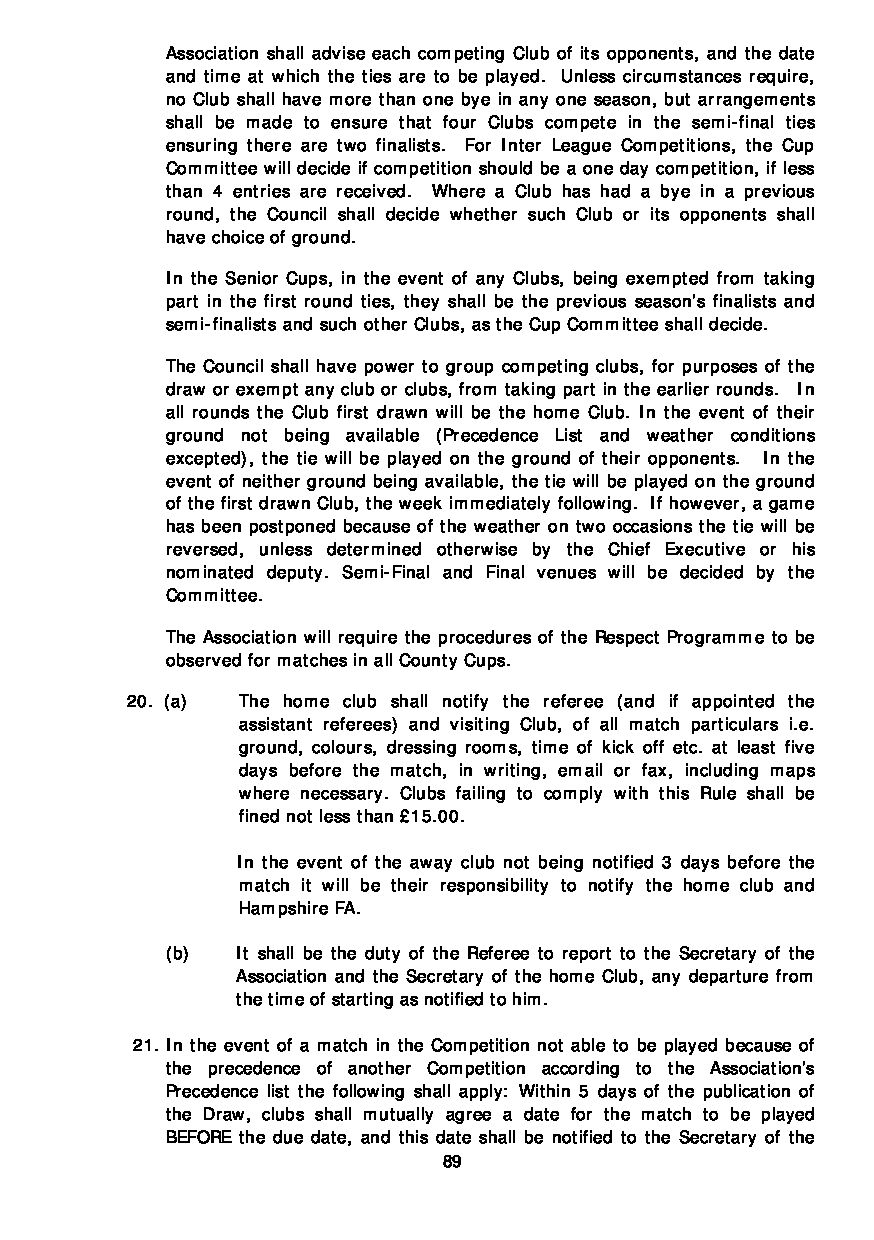 Association shall advise each competing Club of its opponents, and the date
and time at which the ties are to be played.  Unless circumstances require,
no Club shall have more than one bye in any one season, but arrangements
shall be made to ensure that four Clubs compete in the semi-final ties
ensuring there are two finalists.  For Inter League Competitions, the Cup
Committee will decide if competition should be a one day competition, if less
than 4 entries are received.  Where a Club has had a bye in a previous
round, the Council shall decide whether such Club or its opponents shall
have choice of ground.
In the Senior Cups, in the event of any Clubs, being exempted from taking
part in the first round ties, they shall be the previous season's finalists and
semi-finalists and such other Clubs, as the Cup Committee shall decide.
The Council shall have power to group competing clubs, for purposes of the
draw or exempt any club or clubs, from taking part in the earlier rounds.  In
all rounds the Club first drawn will be the home Club. In the event of their
ground not being available (Precedence List and weather conditions
excepted), the tie will be played on the ground of their opponents.  In the
event of neither ground being available, the tie will be played on the ground
of the first drawn Club, the week immediately following.  If however, a game
has been postponed because of the weather on two occasions the tie will be
reversed, unless determined otherwise by the Chief Executive or his
nominated deputy. Semi-Final and Final venues will be decided by the
Committee.
The Association will require the procedures of the Respect Programme to be
observed for matches in all County Cups.
20. (a) The home club shall notify the referee (and if appointed the
assistant referees) and visiting Club, of all match particulars i.e.
ground, colours, dressing rooms, time of kick off etc. at least five
days before the match, in writing, email or fax, including maps
where necessary. Clubs failing to comply with this Rule shall be
fined not less than £15.00.
In the event of the away club not being notified 3 days before the
match it will be their responsibility to notify the home club and
Hampshire FA.
(b) It shall be the duty of the Referee to report to the Secretary of the
Association and the Secretary of the home Club, any departure from
the time of starting as notified to him.
21. In the event of a match in the Competition not able to be played because of
the precedence of another Competition according to the Association's
Precedence list the following shall apply: Within 5 days of the publication of
the Draw, clubs shall mutually agree a date for the match to be played
BEFORE the due date, and this date shall be notified to the Secretary of the
89